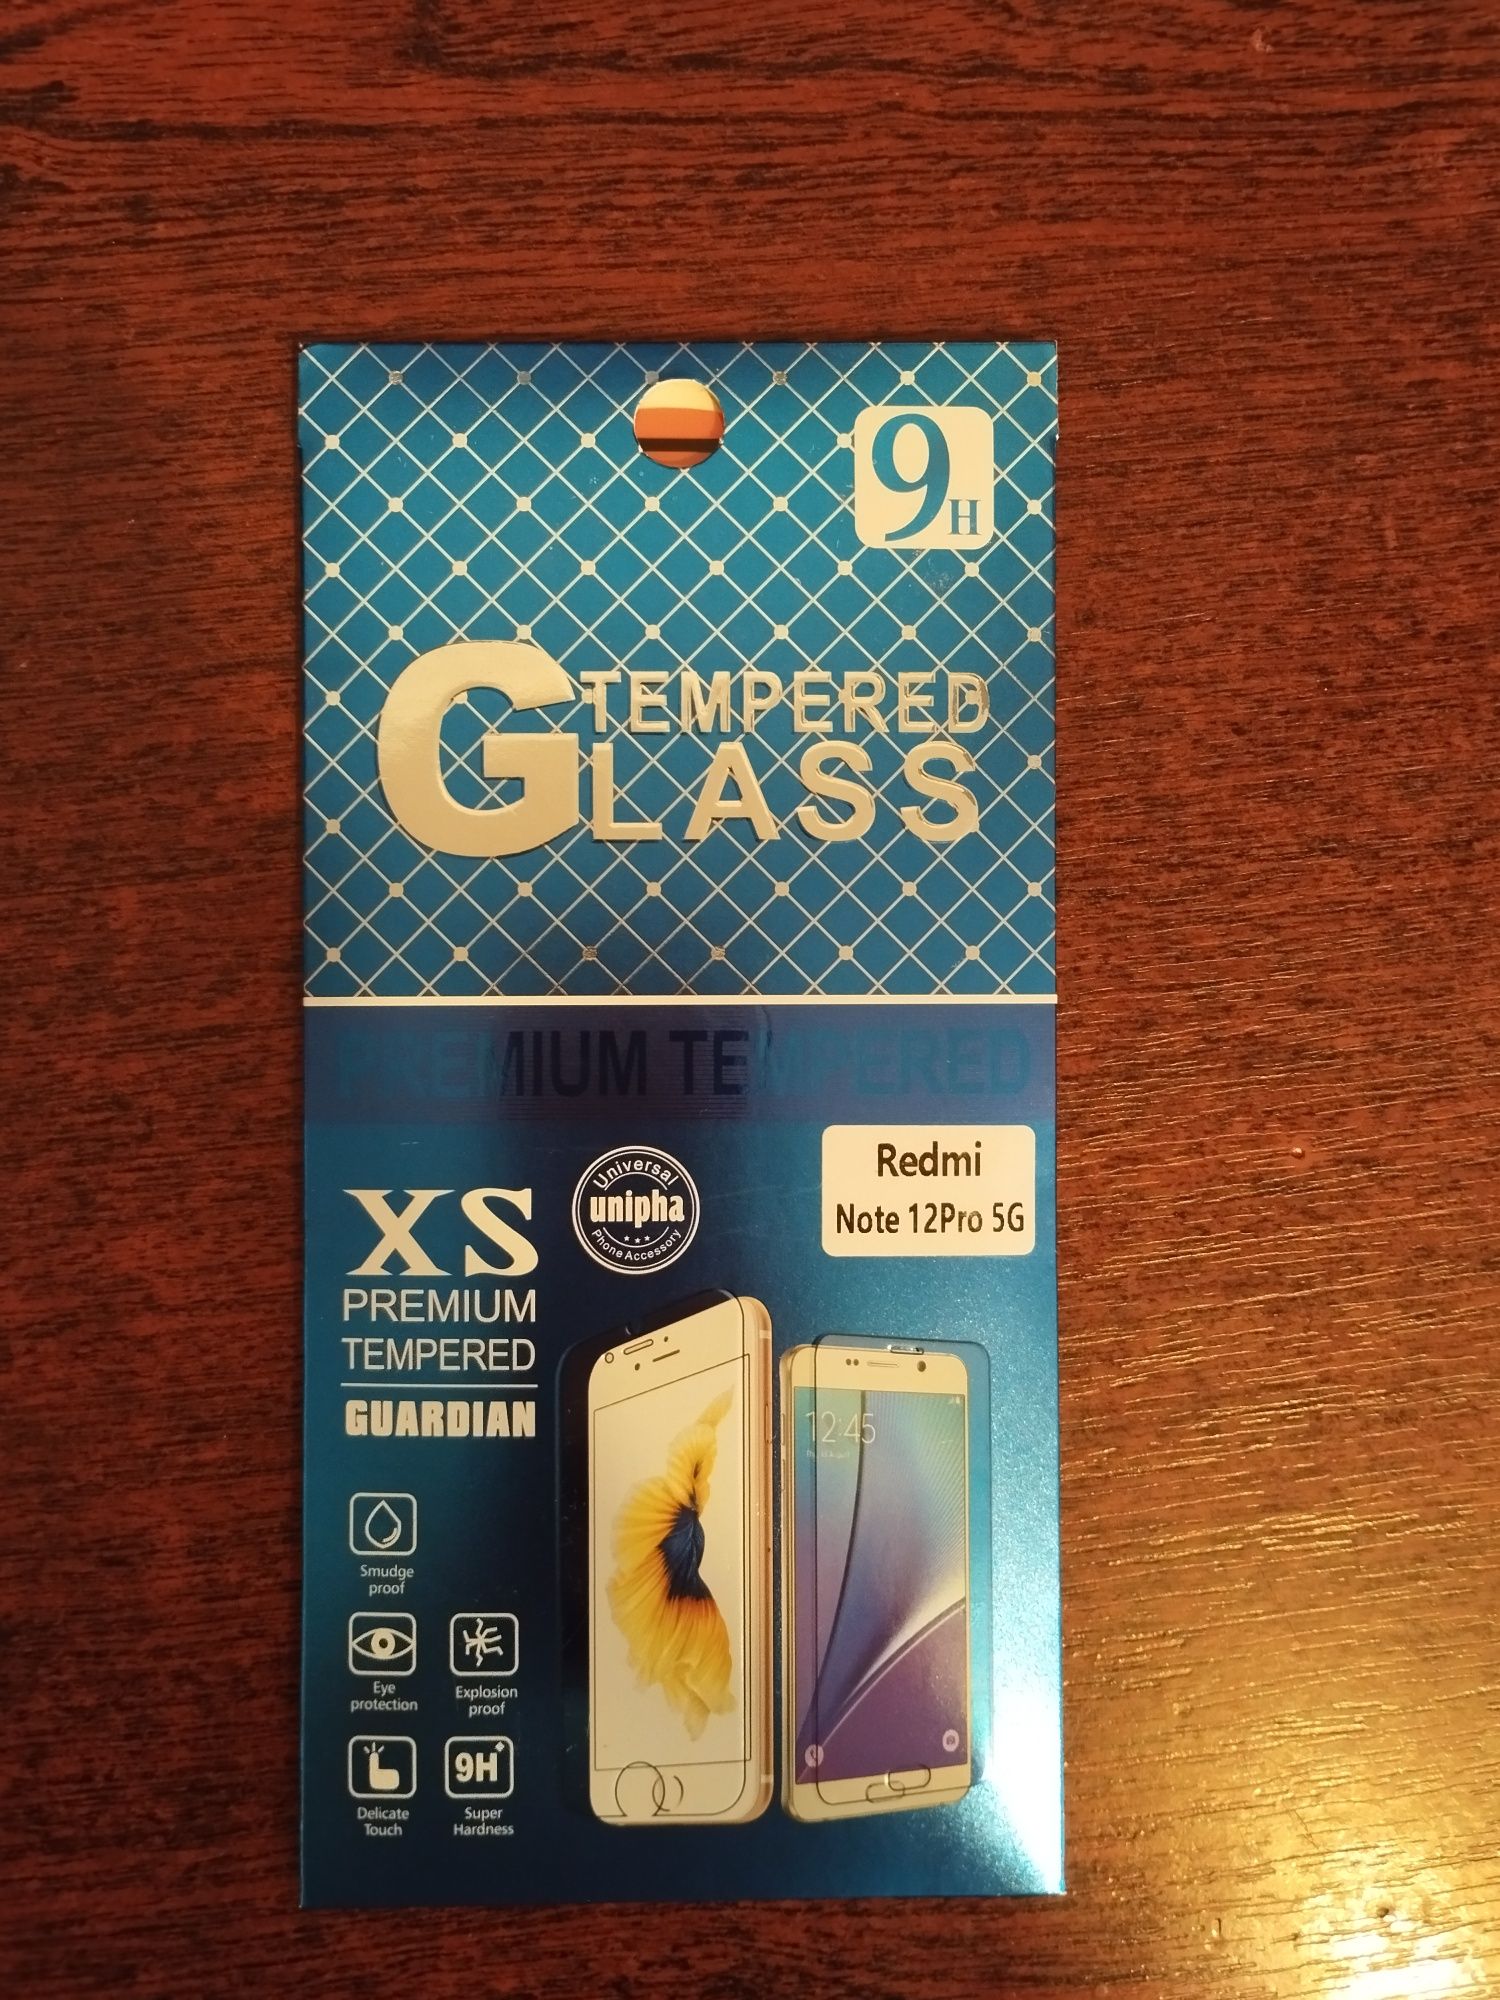 9H
TEMPERED
GLASS
PREMIUM TEMPERED
Redmi
Note 12Pro 5G
Universal
unipha
Phone Accessory
XS
PREMIUM
TEMPERED
GUARDIAN
12:45
Smudge
proof
Eye
protection
Explosion
proof
Delicate
Touch
9H+
Super
Hardness